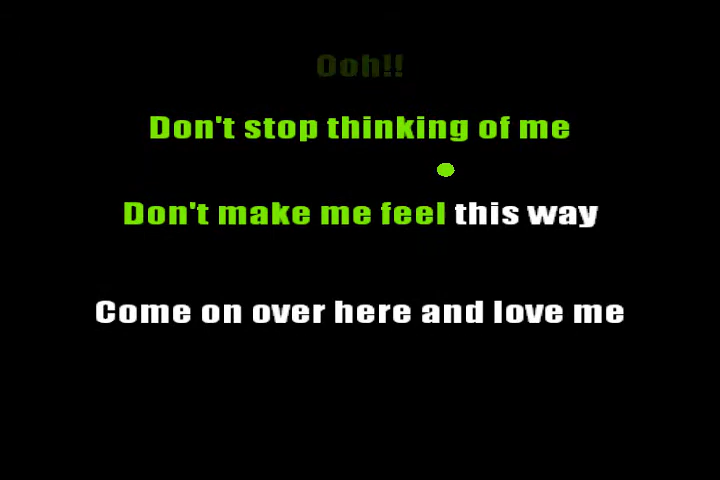 Ooh!!
Don't stop thinking of me
Don't make me feel this way
Come on over here and love me